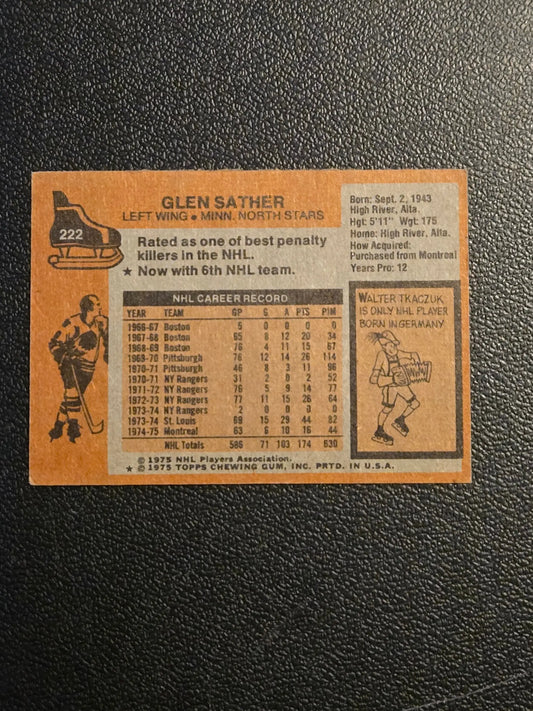 222
GLEN SATHER
LEFT WING • MINN. NORTH STARS
Rated as one of best penalty
killers in the NHL.
★ Now with 6th NHL team.
NHL CAREER RECORD
YEAR TEAM GP G A PTS PIM
1966-67 Boston 5 0 0 0 0
1967-68 Boston 65 8 12 20 34
1968-69 Boston 76 4 11 15 67
1969-70 Pittsburgh 76 12 14 26 114
1970-71 Pittsburgh 46 8 3 11 96
1970-71 NY Rangers 31 2 0 2 52
1971-72 NY Rangers 76 5 9 14 77
1972-73 NY Rangers 77 11 15 26 64
1973-74 NY Rangers 2 0 0 0 0
1973-74 St. Louis 69 15 29 44 82
1974-75 Montreal 63 6 10 16 44
NHL Totals 586 71 103 174 630
© 1975 NHL Players Association.
★ © 1975 TOPPS CHEWING GUM, INC. PRTD. IN U.S.A.
Born: Sept. 2, 1943
High River, Alta.
Hgt: 5'11" Wgt: 175
Home: High River, Alta.
How Acquired:
Purchased from Montreal
Years Pro: 12
WALTER TKACZUK
IS ONLY NHL PLAYER
BORN IN GERMANY